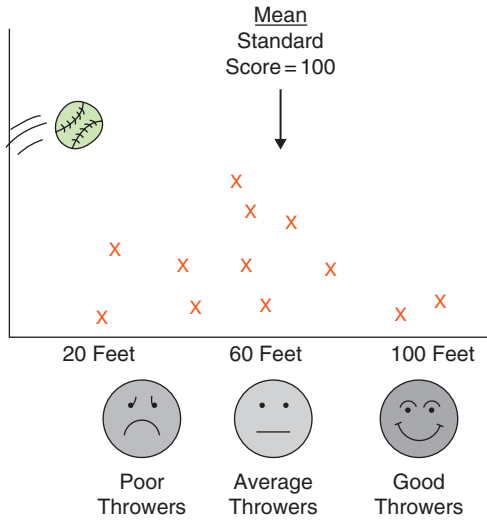 Mean
Standard
Score = 100
X
X
X
X
X
X
X
X
X
X
X
X
20 Feet
60 Feet
100 Feet
Poor
Throwers
Average
Throwers
Good
Throwers